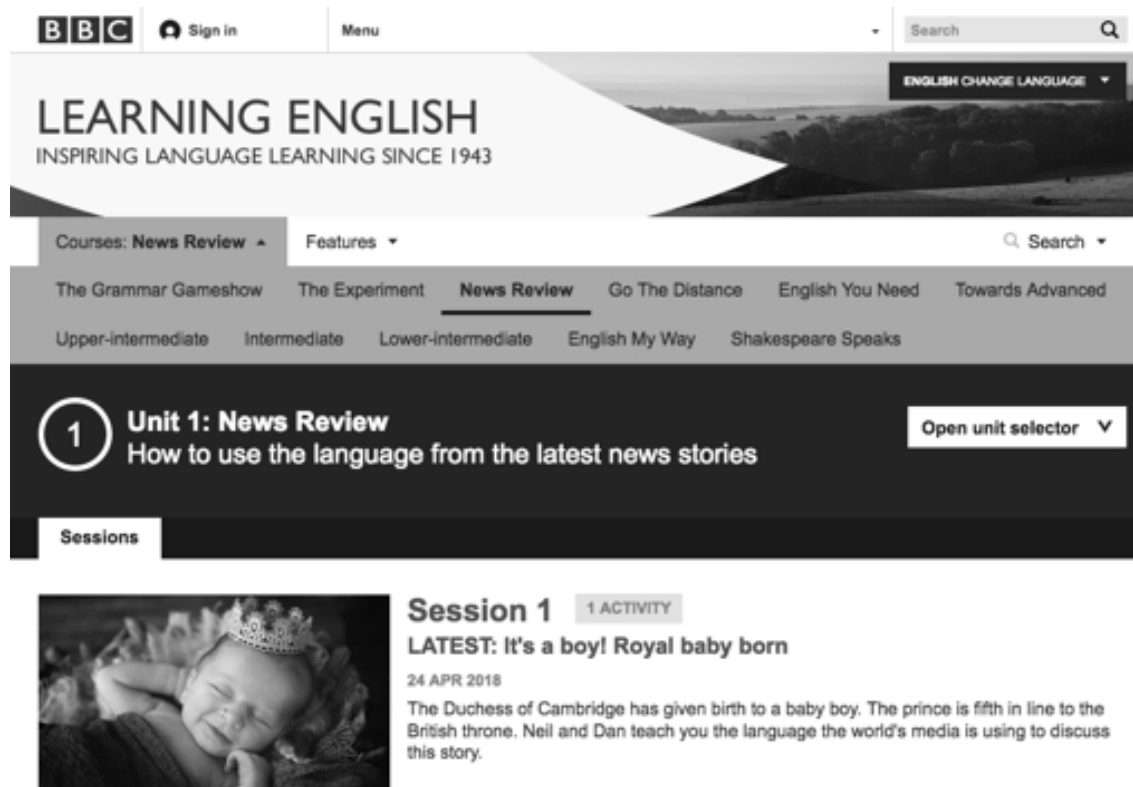 BBC Sign in Menu Search
ENGLISH CHANGE LANGUAGE
LEARNING ENGLISH
INSPIRING LANGUAGE LEARNING SINCE 1943
Courses: News Review Features Search
The Grammar Gameshow The Experiment News Review Go The Distance English You Need Towards Advanced
Upper-intermediate Intermediate Lower-intermediate English My Way Shakespeare Speaks
1 Unit 1: News Review
Open unit selector
How to use the language from the latest news stories
Sessions
Session 1 1 ACTIVITY
LATEST: It's a boy! Royal baby born
24 APR 2018
The Duchess of Cambridge has given birth to a baby boy. The prince is fifth in line to the
British throne. Neil and Dan teach you the language the world's media is using to discuss
this story.